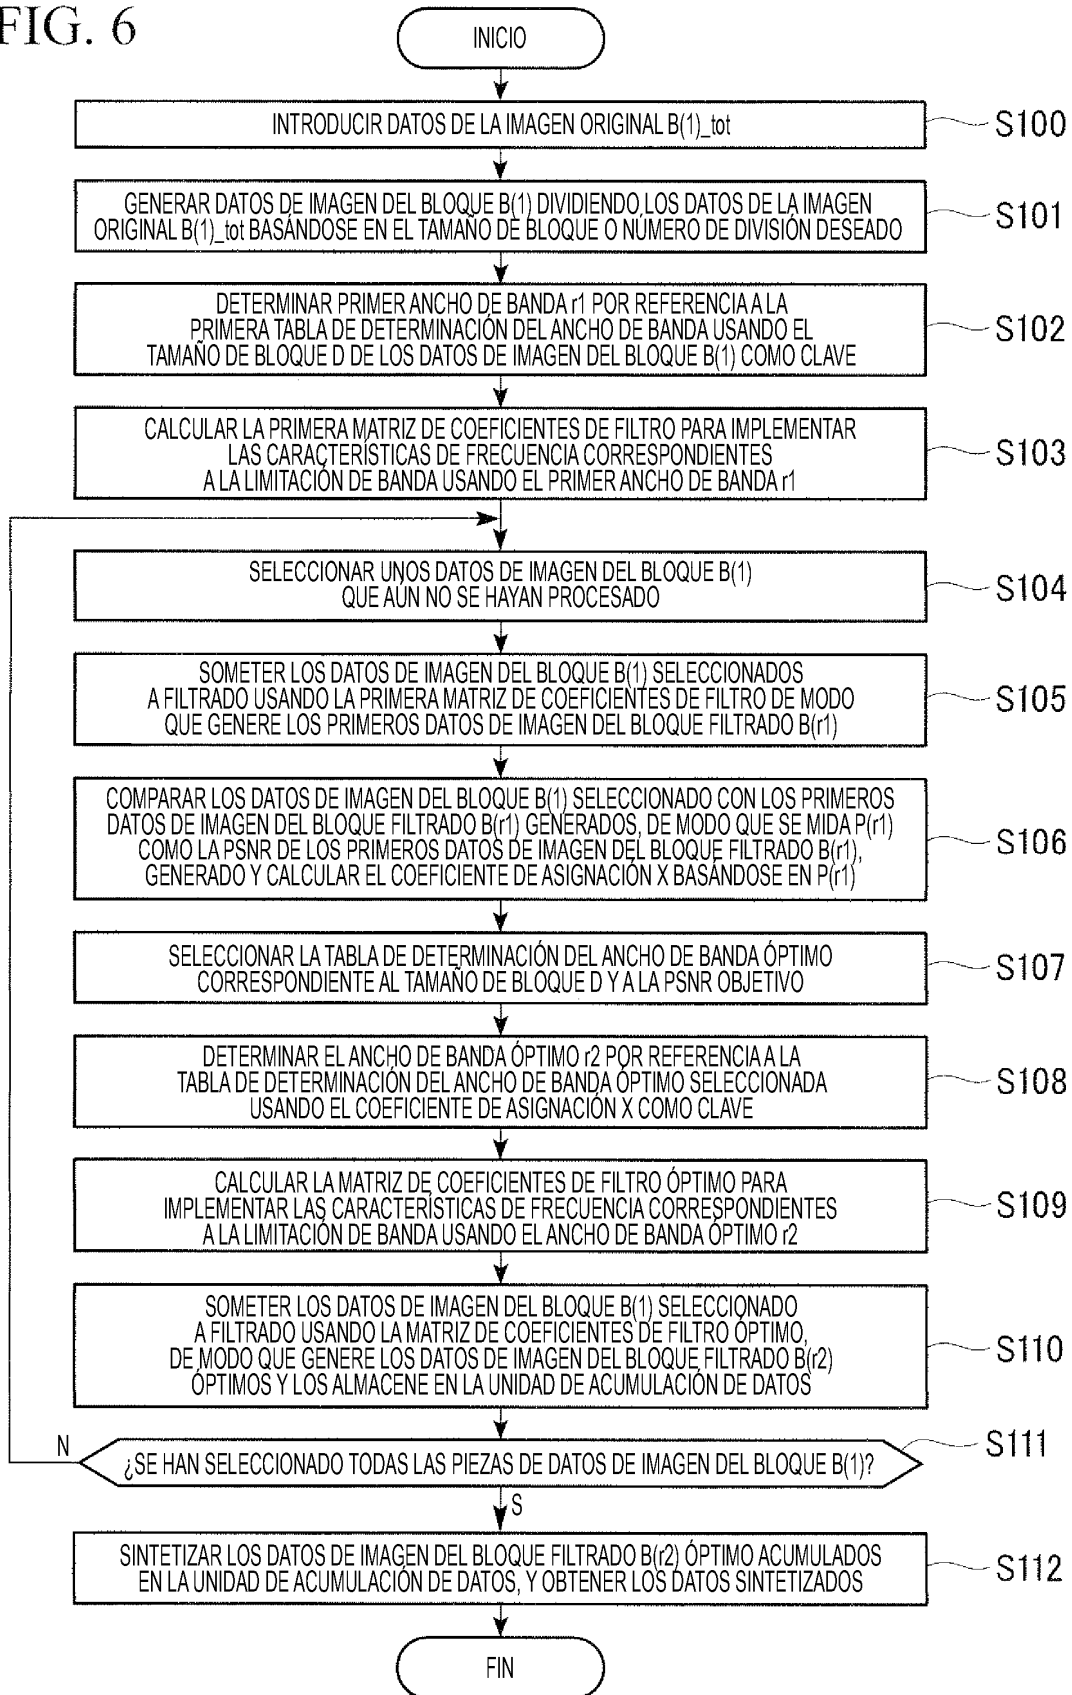 FIG. 6
INICIO
INTRODUCIR DATOS DE LA IMAGEN ORIGINAL B(1)_tot
S100
GENERAR DATOS DE IMAGEN DEL BLOQUE B(1) DIVIDIENDO LOS DATOS DE LA IMAGEN
ORIGINAL B(1)_tot BASÁNDOSE EN EL TAMAÑO DE BLOQUE O NÚMERO DE DIVISIÓN DESEADO
S101
DETERMINAR PRIMER ANCHO DE BANDA r1 POR REFERENCIA A LA
PRIMERA TABLA DE DETERMINACIÓN DEL ANCHO DE BANDA USANDO EL
TAMAÑO DE BLOQUE D DE LOS DATOS DE IMAGEN DEL BLOQUE B(1) COMO CLAVE
S102
CALCULAR LA PRIMERA MATRIZ DE COEFICIENTES DE FILTRO PARA IMPLEMENTAR
LAS CARACTERÍSTICAS DE FRECUENCIA CORRESPONDIENTES
A LA LIMITACIÓN DE BANDA USANDO EL PRIMER ANCHO DE BANDA r1
S103
SELECCIONAR UNOS DATOS DE IMAGEN DEL BLOQUE B(1)
QUE AÚN NO SE HAYAN PROCESADO
S104
SOMETER LOS DATOS DE IMAGEN DEL BLOQUE B(1) SELECCIONADOS
A FILTRADO USANDO LA PRIMERA MATRIZ DE COEFICIENTES DE FILTRO DE MODO
QUE GENERE LOS PRIMEROS DATOS DE IMAGEN DEL BLOQUE FILTRADO B(r1)
S105
COMPARAR LOS DATOS DE IMAGEN DEL BLOQUE B(1) SELECCIONADO CON LOS PRIMEROS
DATOS DE IMAGEN DEL BLOQUE FILTRADO B(r1) GENERADOS, DE MODO QUE SE MIDA P(r1)
COMO LA PSNR DE LOS PRIMEROS DATOS DE IMAGEN DEL BLOQUE FILTRADO B(r1),
GENERADO Y CALCULAR EL COEFICIENTE DE ASIGNACIÓN X BASÁNDOSE EN P(r1)
S106
SELECCIONAR LA TABLA DE DETERMINACIÓN DEL ANCHO DE BANDA ÓPTIMO
CORRESPONDIENTE AL TAMAÑO DE BLOQUE D Y A LA PSNR OBJETIVO
S107
DETERMINAR EL ANCHO DE BANDA ÓPTIMO r2 POR REFERENCIA A LA
TABLA DE DETERMINACIÓN DEL ANCHO DE BANDA ÓPTIMO SELECCIONADA
USANDO EL COEFICIENTE DE ASIGNACIÓN X COMO CLAVE
S108
CALCULAR LA MATRIZ DE COEFICIENTES DE FILTRO ÓPTIMO PARA
IMPLEMENTAR LAS CARACTERÍSTICAS DE FRECUENCIA CORRESPONDIENTES
A LA LIMITACIÓN DE BANDA USANDO EL ANCHO DE BANDA ÓPTIMO r2
S109
SOMETER LOS DATOS DE IMAGEN DEL BLOQUE B(1) SELECCIONADO
A FILTRADO USANDO LA MATRIZ DE COEFICIENTES DE FILTRO ÓPTIMO,
DE MODO QUE GENERE LOS DATOS DE IMAGEN DEL BLOQUE FILTRADO B(r2)
ÓPTIMOS Y LOS ALMACENE EN LA UNIDAD DE ACUMULACIÓN DE DATOS
S110
N
¿SE HAN SELECCIONADO TODAS LAS PIEZAS DE DATOS DE IMAGEN DEL BLOQUE B(1)?
S111
S
SINTETIZAR LOS DATOS DE IMAGEN DEL BLOQUE FILTRADO B(r2) ÓPTIMO ACUMULADOS
EN LA UNIDAD DE ACUMULACIÓN DE DATOS, Y OBTENER LOS DATOS SINTETIZADOS
S112
FIN